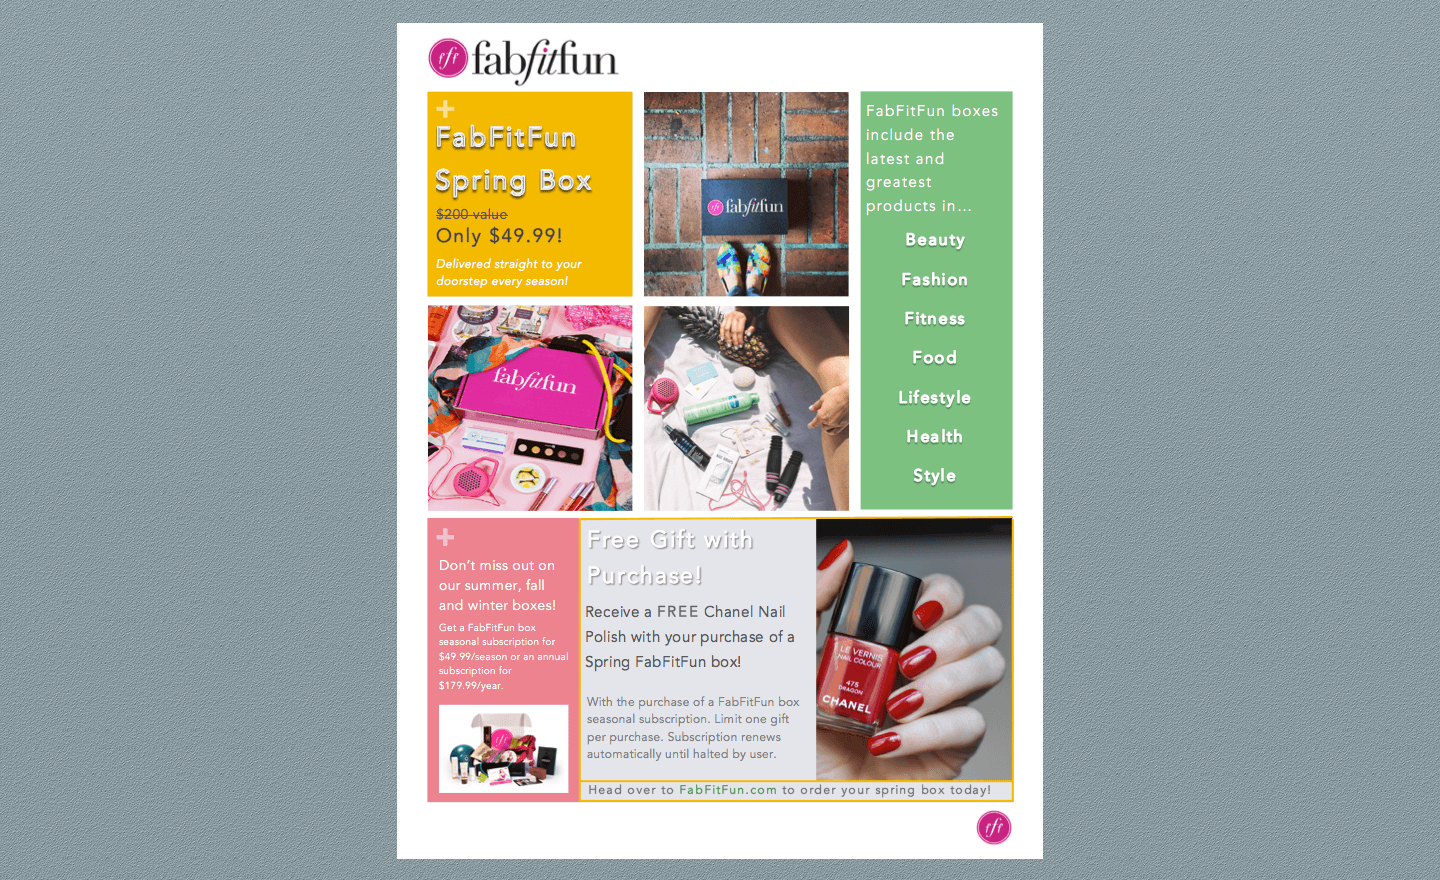 fff fabfitfun
FabFitFun
Spring Box
$200 value
Only $49.99!
Delivered straight to your
doorstep every season!
fff fabfitfun
FabFitFun boxes
include the
latest and
greatest
products in...
Beauty
Fashion
Fitness
Food
Lifestyle
Health
Style
fabfitfun
Don't miss out on
our summer, fall
and winter boxes!
Get a FabFitFun box
seasonal subscription for
$49.99/season or an annual
subscription for
$179.99/year.
fff
Free Gift with
Purchase!
Receive a FREE Chanel Nail
Polish with your purchase of a
Spring FabFitFun box!
With the purchase of a FabFitFun box
seasonal subscription. Limit one gift
per purchase. Subscription renews
automatically until halted by user.
LE VERNIS
NAIL COLOUR
475
DRAGON
CHANEL
Head over to FabFitFun.com to order your spring box today!
fff